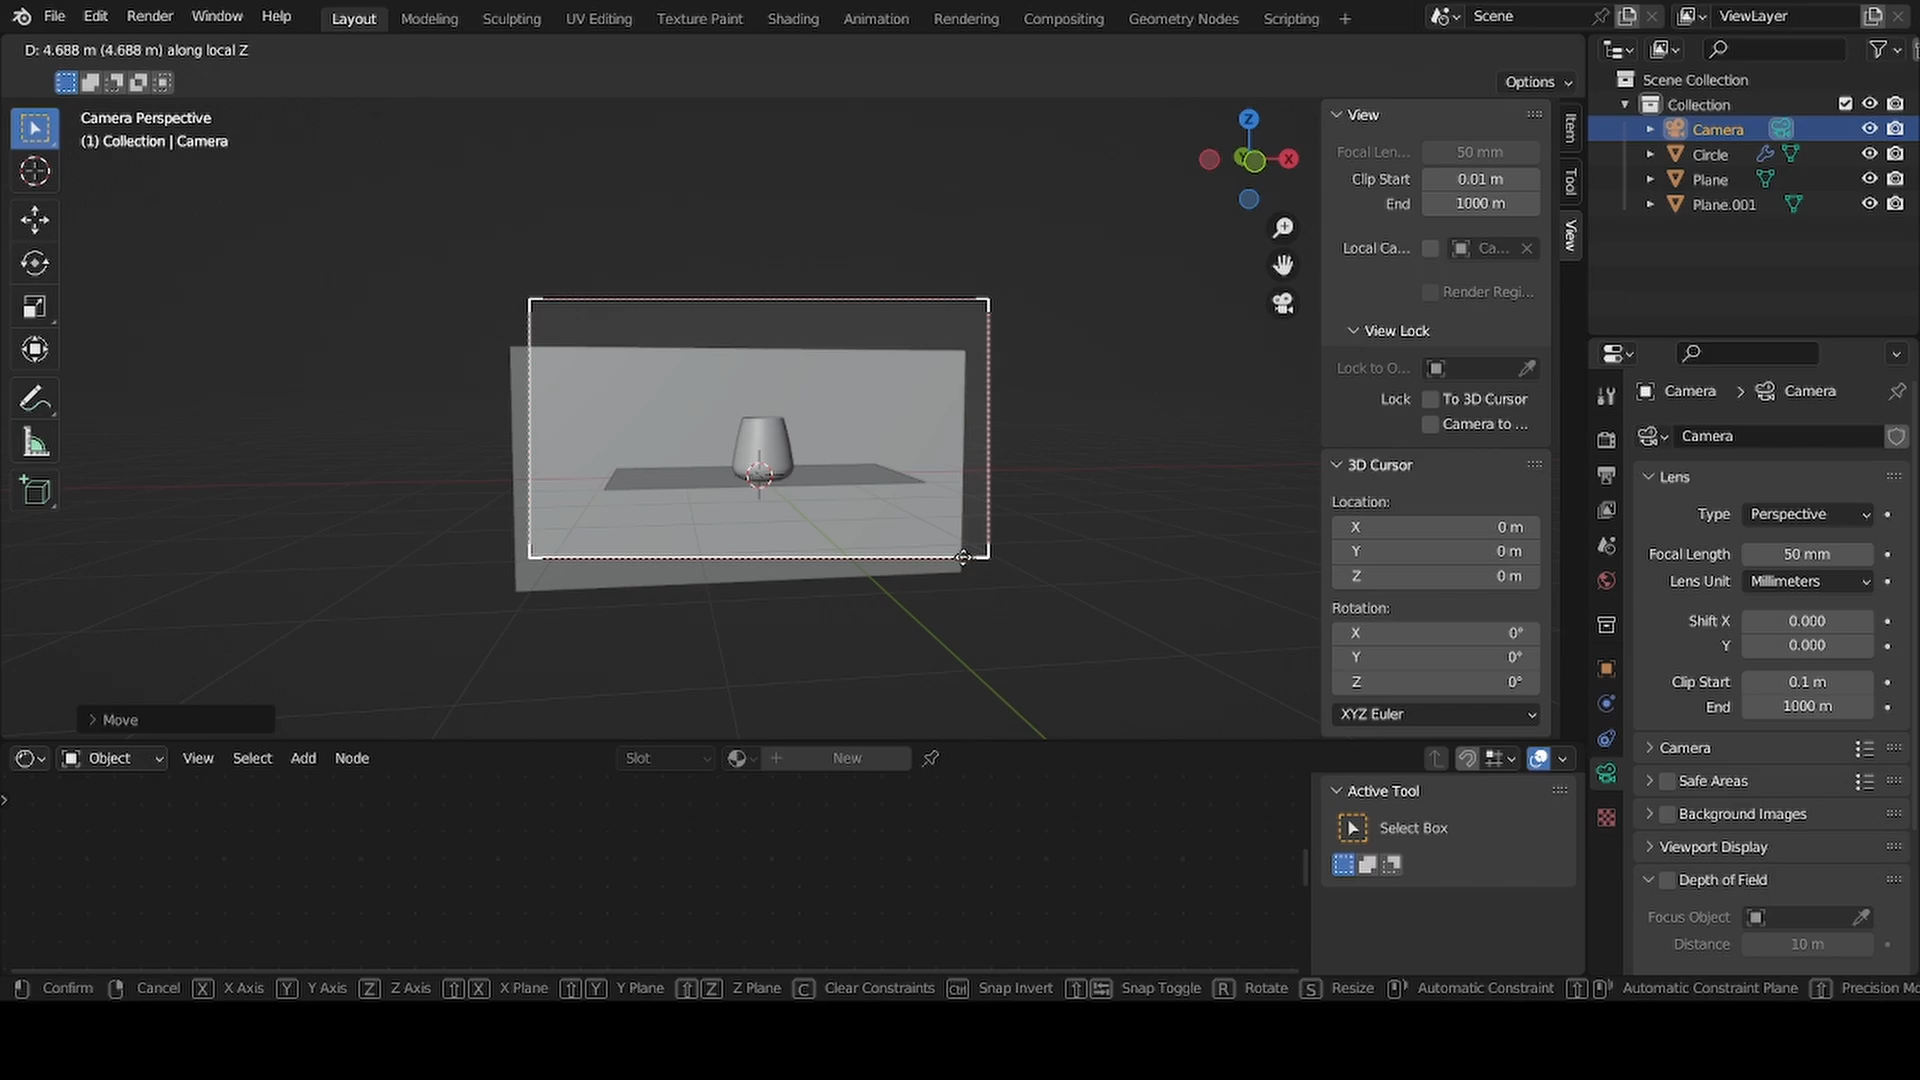 File Edit Render Window Help Layout Modeling Sculpting UV Editing Texture Paint Shading Animation Rendering Compositing Geometry Nodes Scripting + Scene ViewLayer
D: 4.688 m (4.688 m) along local Z
Options
Camera Perspective
(1) Collection | Camera
Z
X
Y
View
Focal Len... 50 mm
Clip Start 0.01 m
End 1000 m
Local Ca... Ca...
Render Regi...
View Lock
Lock to O...
Lock To 3D Cursor
Camera to ...
3D Cursor
Location:
X 0 m
Y 0 m
Z 0 m
Rotation:
X 0°
Y 0°
Z 0°
XYZ Euler
Item
Tool
View
Move
Scene Collection
Collection
Camera
Circle
Plane
Plane.001
Camera > Camera
Camera
Lens
Type Perspective
Focal Length 50 mm
Lens Unit Millimeters
Shift X 0.000
Y 0.000
Clip Start 0.1 m
End 1000 m
Camera
Safe Areas
Background Images
Viewport Display
Depth of Field
Focus Object
Distance 10 m
Object View Select Add Node Slot New
Active Tool
Select Box
Confirm Cancel X X Axis Y Y Axis Z Z Axis X X Plane Y Y Plane Z Z Plane C Clear Constraints Ctrl Snap Invert Snap Toggle R Rotate S Resize Automatic Constraint Automatic Constraint Plane Precision Mo